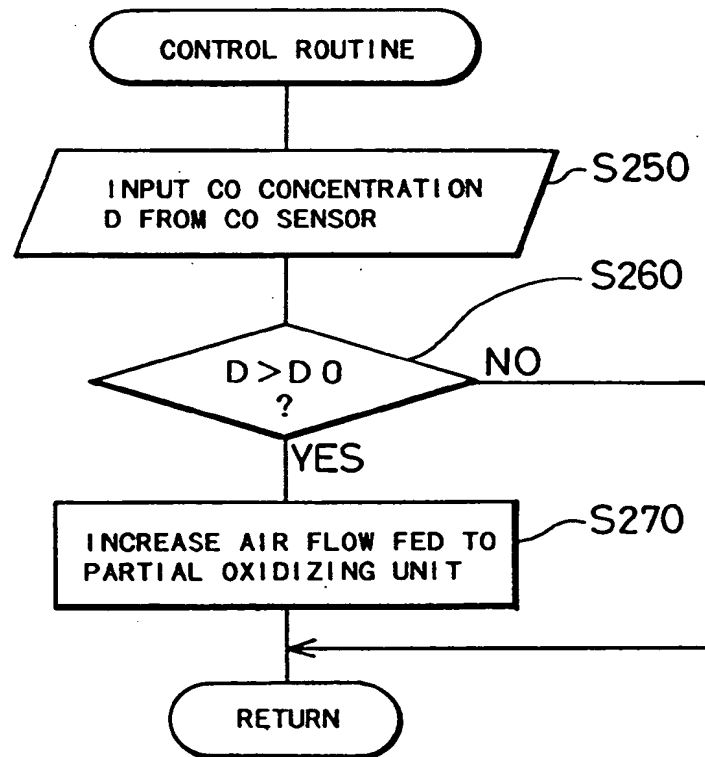 CONTROL ROUTINE
INPUT CO CONCENTRATION
D FROM CO SENSOR
S250
S260
D>D0
?
NO
YES
INCREASE AIR FLOW FED TO
PARTIAL OXIDIZING UNIT
S270
RETURN